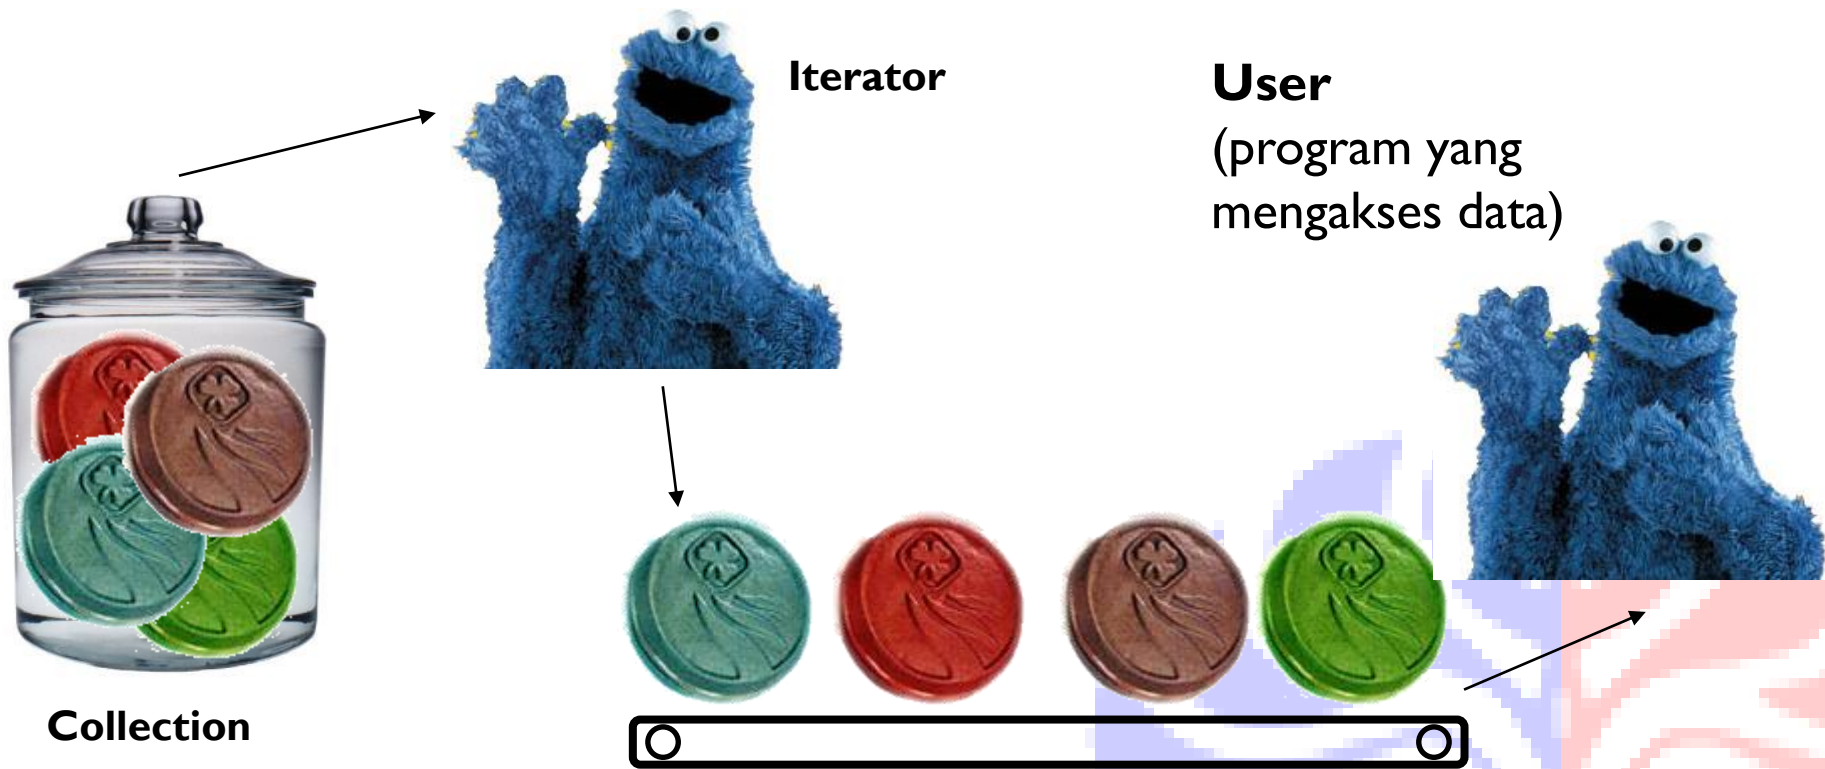 Iterator
User
(program yang
mengakses data)
Collection